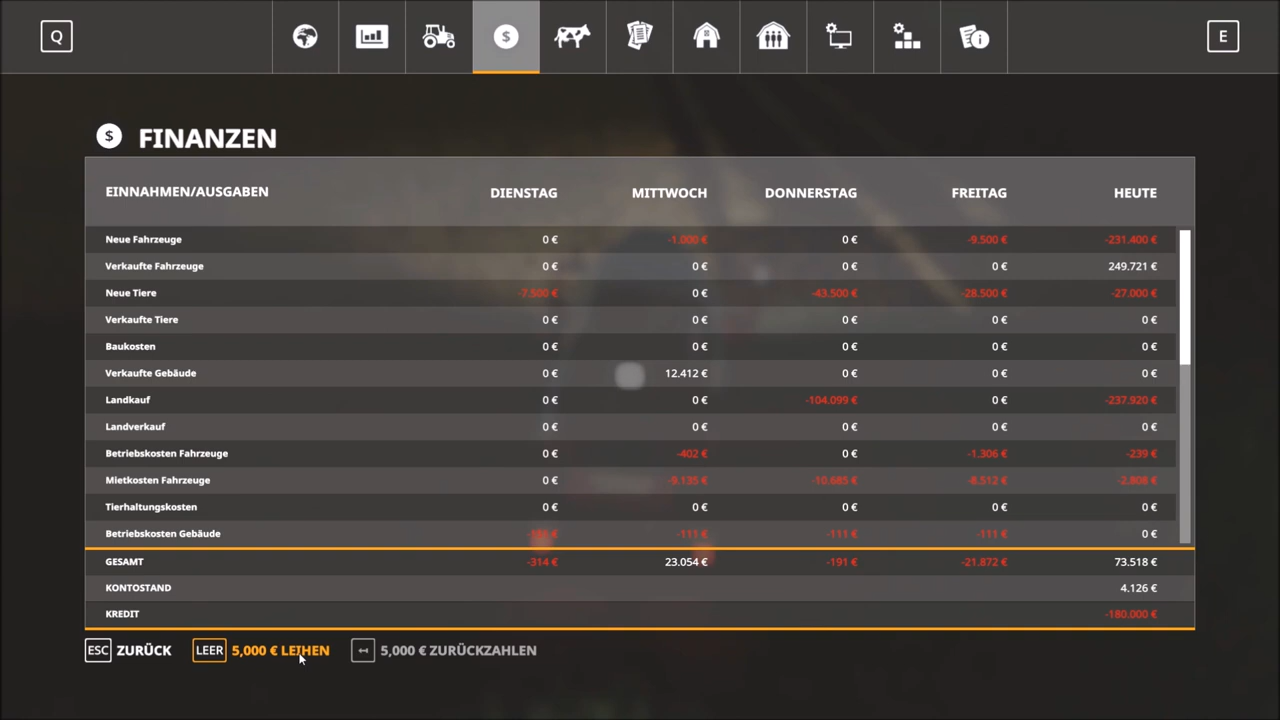 Q
$
E
$ FINANZEN
EINNAHMEN/AUSGABEN DIENSTAG MITTWOCH DONNERSTAG FREITAG HEUTE
Neue Fahrzeuge 0 € -1.000 € 0 € -9.500 € -231.400 €
Verkaufte Fahrzeuge 0 € 0 € 0 € 0 € 249.721 €
Neue Tiere -7.500 € 0 € -43.500 € -28.500 € -27.000 €
Verkaufte Tiere 0 € 0 € 0 € 0 € 0 €
Baukosten 0 € 0 € 0 € 0 € 0 €
Verkaufte Gebäude 0 € 12.412 € 0 € 0 € 0 €
Landkauf 0 € 0 € -104.099 € 0 € -237.920 €
Landverkauf 0 € 0 € 0 € 0 € 0 €
Betriebskosten Fahrzeuge 0 € -402 € 0 € -1.306 € -239 €
Mietkosten Fahrzeuge 0 € -9.135 € -10.685 € -8.512 € -2.808 €
Tierhaltungskosten 0 € 0 € 0 € 0 € 0 €
Betriebskosten Gebäude -111 € -111 € -111 € 0 €
GESAMT -314 € 23.054 € -191 € -21.872 € 73.518 €
KONTOSTAND 4.126 €
KREDIT -180.000 €
ESC ZURÜCK LEER 5,000 € LEIHEN ↔ 5,000 € ZURÜCKZAHLEN